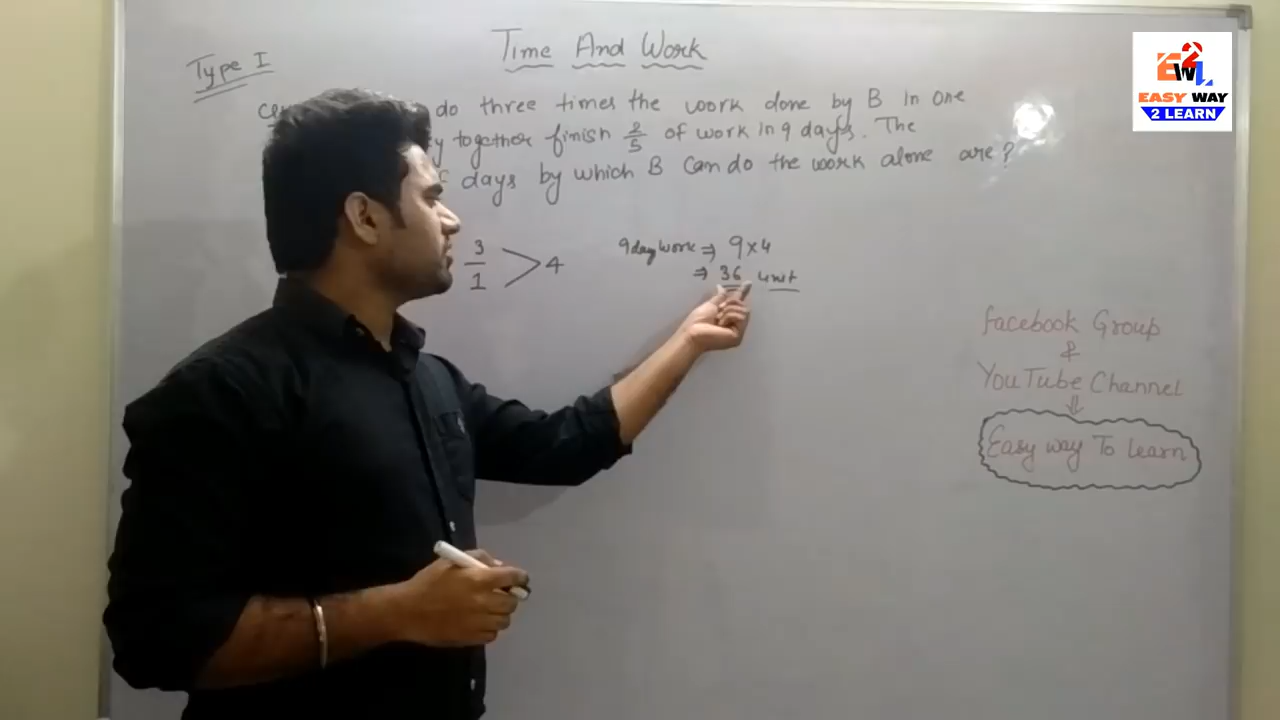 Time And Work
Type I
do three times the work done by B in one
together finish 2/5 of work in 9 days. The
days by which B can do the work alone are?
3/1 > 4
9 day work ⇒ 9×4
⇒ 36 unit
Facebook Group
&
YouTube Channel
⇓
Easy way To Learn
E2L
W
EASY WAY
2 LEARN